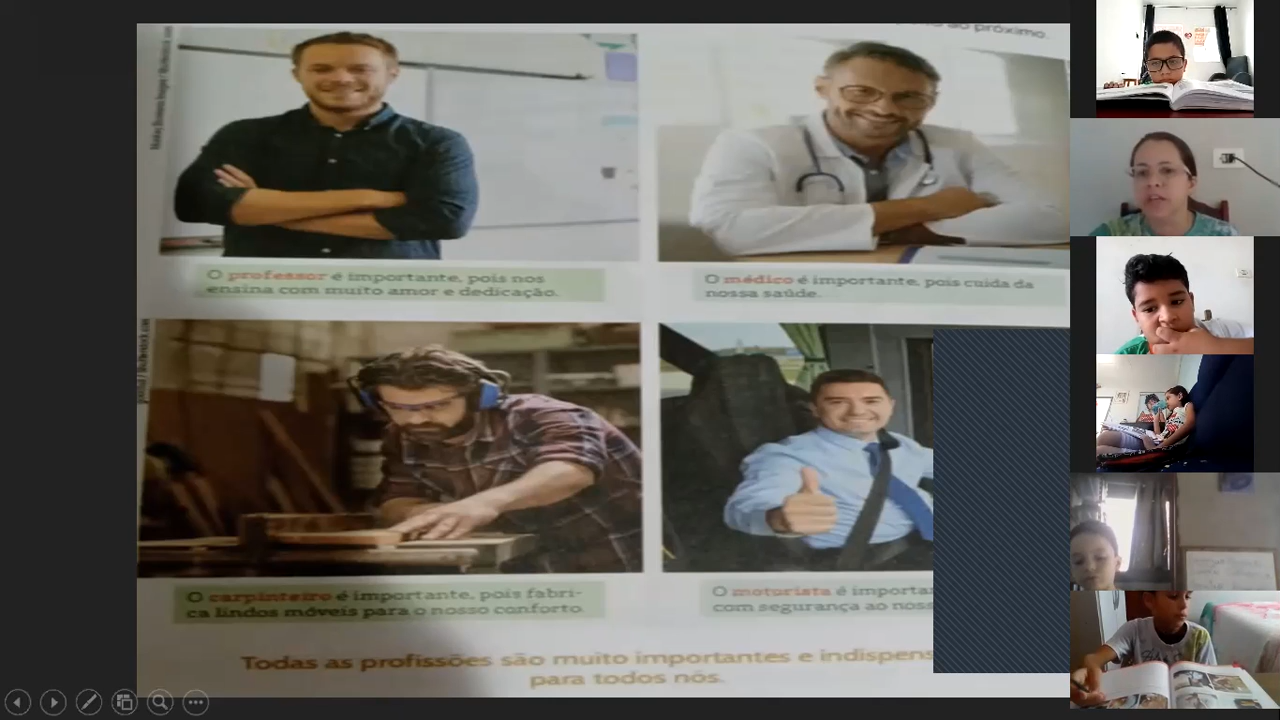 ao próximo.
O professor é importante, pois nos
ensina com muito amor e dedicação.
O médico é importante, pois cuida da
nossa saúde.
O carpinteiro é importante, pois fabri-
ca lindos móveis para o nosso conforto.
O motorista é importa
com segurança ao nos
Todas as profissões são muito importantes e indispens
para todos nós.